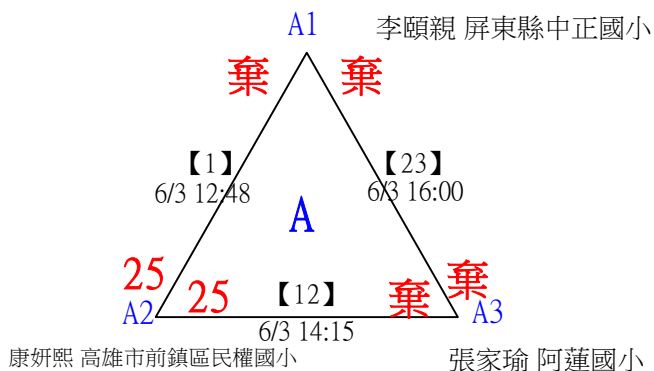 A1
李頤親 屏東縣中正國小
棄 棄
【1】
6/3 12:48
【23】
6/3 16:00
A
25
25
【12】
棄
棄
A2
A3
6/3 14:15
康妍熙 高雄市前鎮區民權國小
張家瑜 阿蓮國小